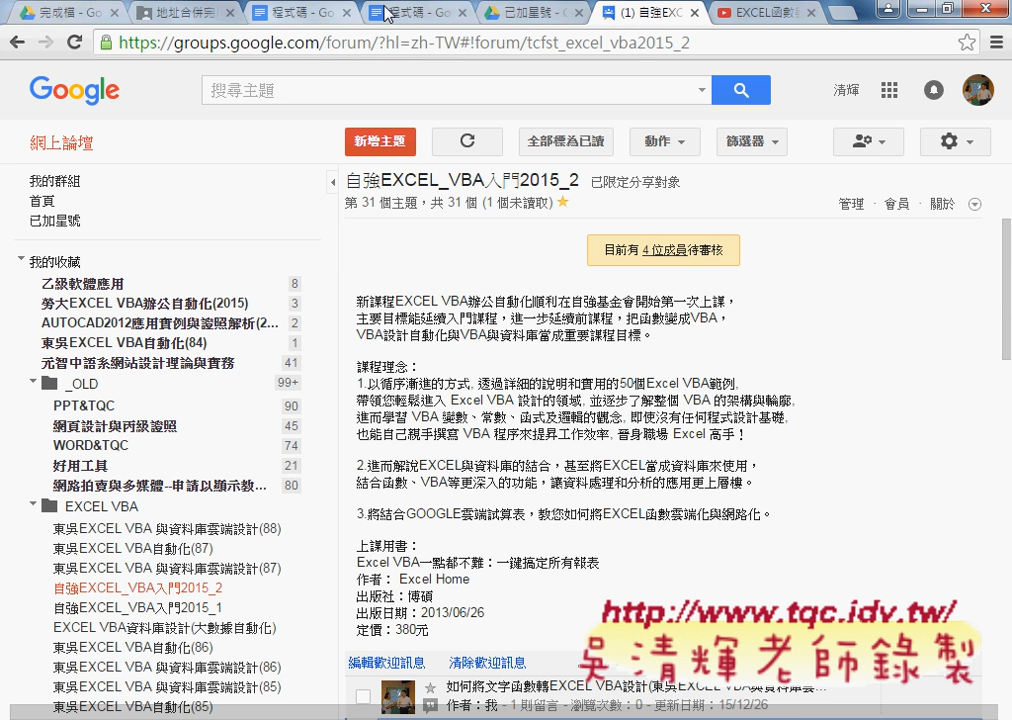 完成檔 - Go
地址合併完
程式碼 - Go
程式碼 - Go
已加星號 - G
(1) 自強EXC
EXCEL函數
https://groups.google.com/forum/?hl=zh-TW#!forum/tcfst_excel_vba2015_2
Google
搜尋主題
清輝
網上論壇
新增主題
全部標為已讀
動作
篩選器
我的群組
首頁
已加星號
我的收藏
乙級軟體應用 8
勞大EXCEL VBA辦公自動化(2015) 3
AUTOCAD2012應用實例與證照解析(2... 2
東吳EXCEL VBA自動化(84) 1
元智中語系網站設計理論與實務 41
_OLD 99+
PPT&TQC 90
網頁設計與丙級證照 45
WORD&TQC 74
好用工具 21
網路拍賣與多媒體--申請以顯示教... 80
EXCEL VBA
東吳EXCEL VBA 與資料庫雲端設計(88)
東吳EXCEL VBA自動化(87)
東吳EXCEL VBA 與資料庫雲端設計(87)
自強EXCEL_VBA入門2015_2
自強EXCEL_VBA入門2015_1
EXCEL VBA資料庫設計(大數據自動化)
東吳EXCEL VBA自動化(86)
東吳EXCEL VBA 與資料庫雲端設計(86)
東吳EXCEL VBA 與資料庫雲端設計(85)
東吳EXCEL VBA自動化(85)
自強EXCEL_VBA入門2015_2 已限定分享對象
第 31 個主題，共 31 個 (1 個未讀取)
管理 · 會員 · 關於
目前有 4 位成員待審核
新課程EXCEL VBA辦公自動化順利在自強基金會開始第一次上課，
主要目標能延續入門課程，進一步延續前課程，把函數變成VBA，
VBA設計自動化與VBA與資料庫當成重要課程目標。
課程理念：
1.以循序漸進的方式, 透過詳細的說明和實用的50個Excel VBA範例,
帶領您輕鬆進入 Excel VBA 設計的領域, 並逐步了解整個 VBA 的架構與輪廓,
進而學習 VBA 變數、常數、函式及邏輯的觀念, 即使沒有任何程式設計基礎,
也能自己親手撰寫 VBA 程序來提昇工作效率, 晉身職場 Excel 高手！
2.進而解說EXCEL與資料庫的結合，甚至將EXCEL當成資料庫來使用，
結合函數、VBA等更深入的功能，讓資料處理和分析的應用更上層樓。
3.將結合GOOGLE雲端試算表，教您如何將EXCEL函數雲端化與網路化。
上課用書：
Excel VBA一點都不難：一鍵搞定所有報表
作者： Excel Home
出版社：博碩
出版日期：2013/06/26
定價：380元
編輯歡迎訊息 清除歡迎訊息
如何將文字函數轉EXCEL VBA設計(東吳EXCEL VBA與資料庫雲...
作者：我 - 1 則留言 - 瀏覽次數：0 - 更新日期：15/12/26
http://www.tqc.idv.tw/
吳清輝老師錄製